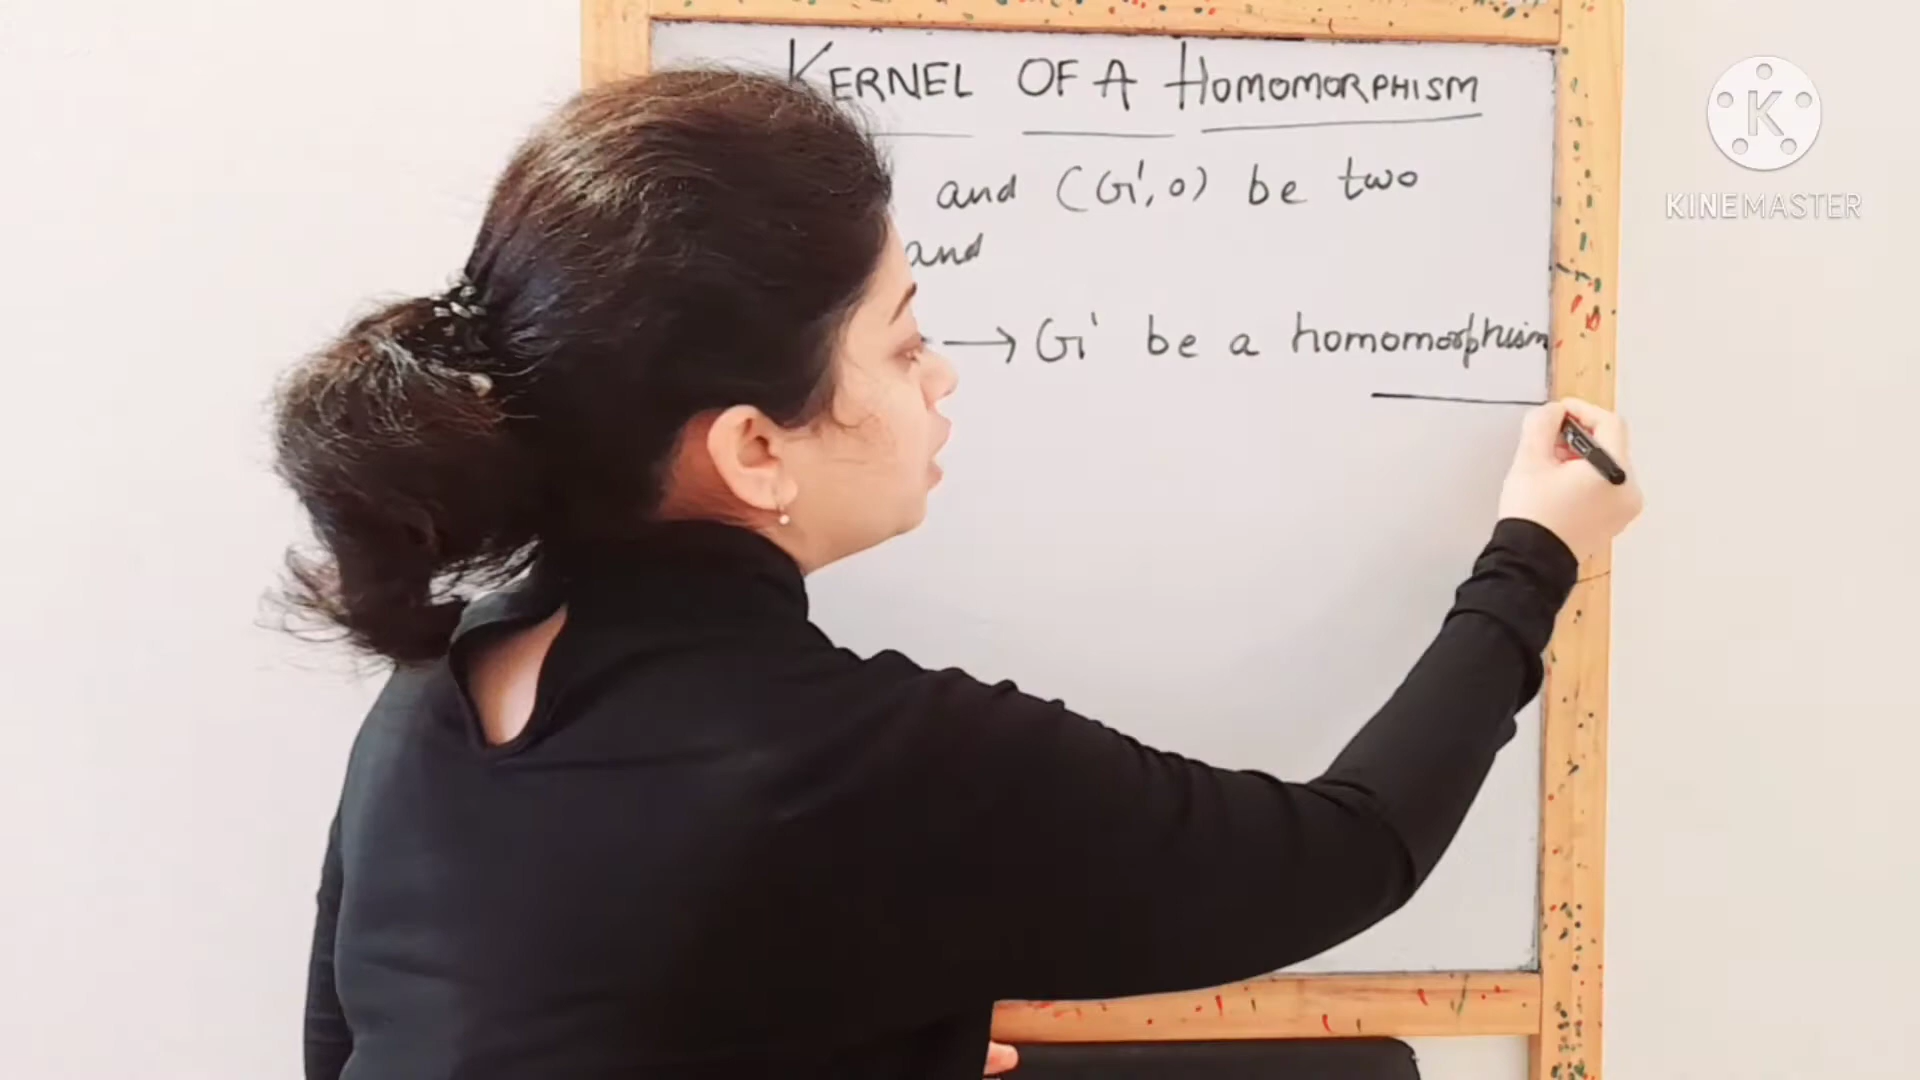 KERNEL OF A HOMOMORPHISM
and (G', o) be two
and
→ G' be a homomorphism
K
KINEMASTER